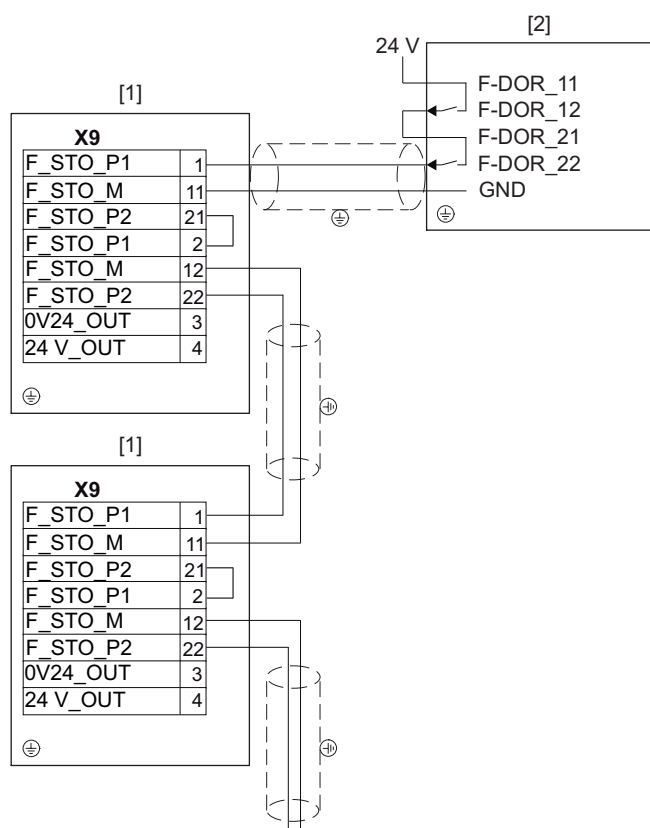 [2]
24 V
F-DOR_11
F-DOR_12
F-DOR_21
F-DOR_22
GND
[1]
X9
F_STO_P1 1
F_STO_M 11
F_STO_P2 21
F_STO_P1 2
F_STO_M 12
F_STO_P2 22
0V24_OUT 3
24 V_OUT 4
[1]
X9
F_STO_P1 1
F_STO_M 11
F_STO_P2 21
F_STO_P1 2
F_STO_M 12
F_STO_P2 22
0V24_OUT 3
24 V_OUT 4